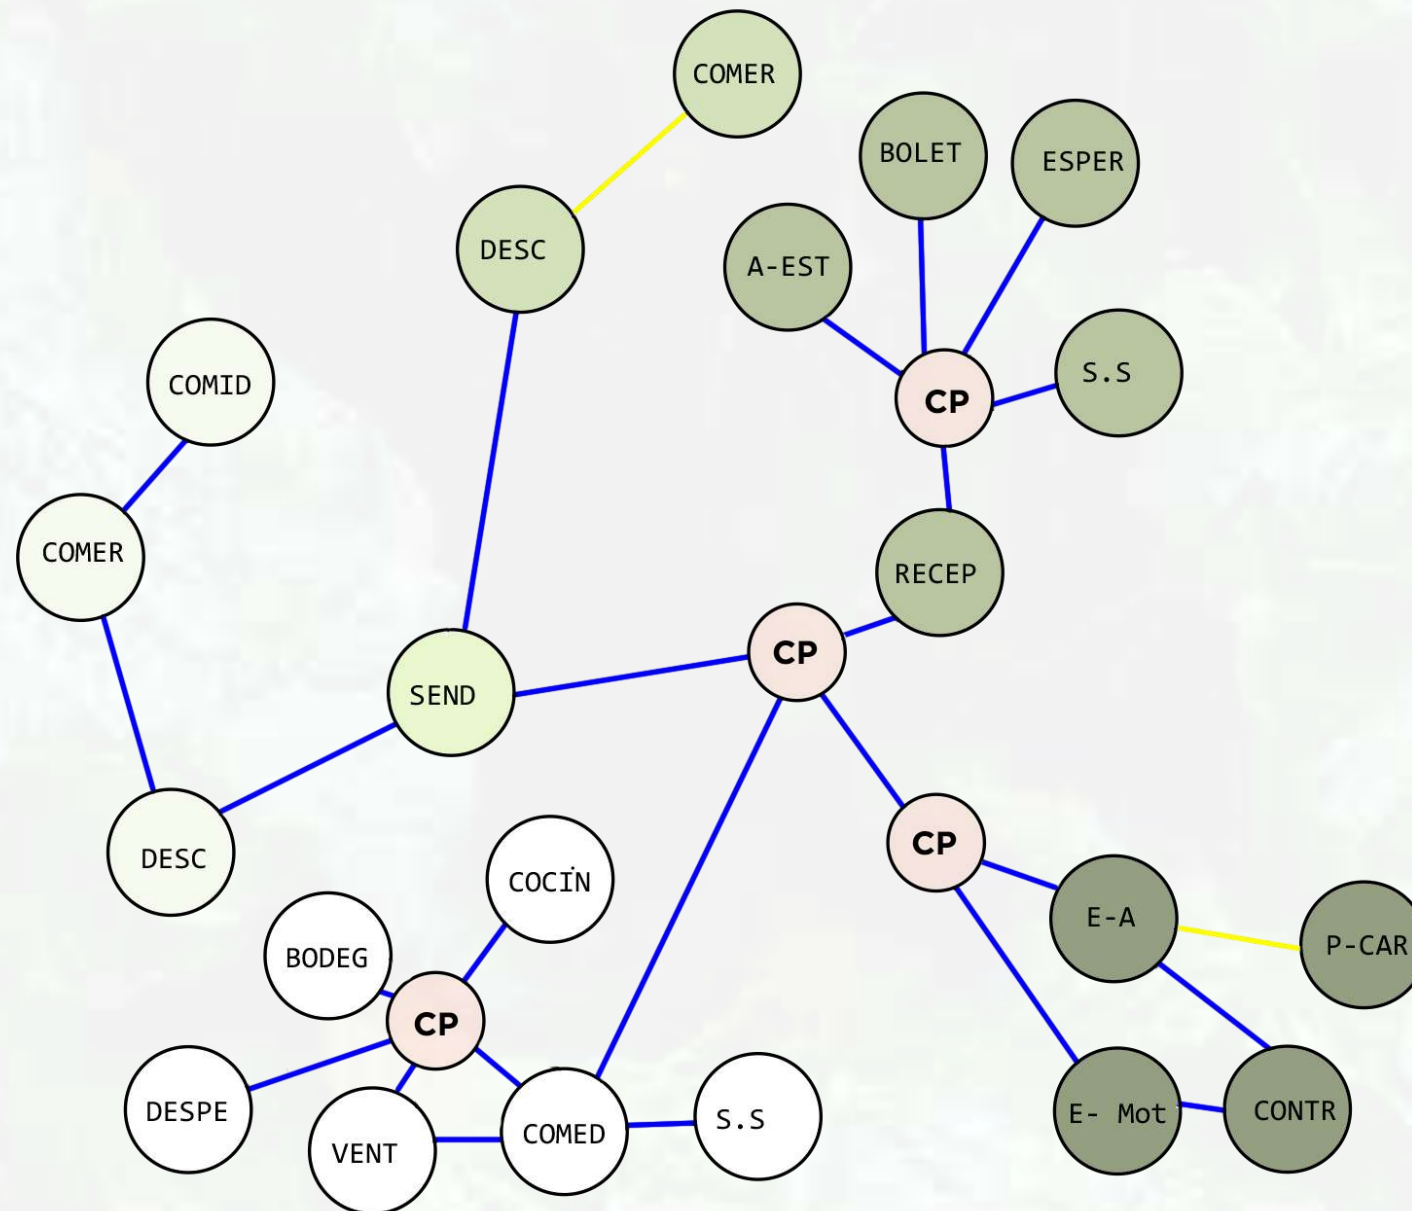 COMER
BOLET
ESPER
DESC
A-EST
COMID
S.S
CP
COMER
RECEP
CP
SEND
CP
DESC
COCIN
E-A
P-CAR
BODEG
CP
DESPE
E- Mot
CONTR
S.S
COMED
VENT